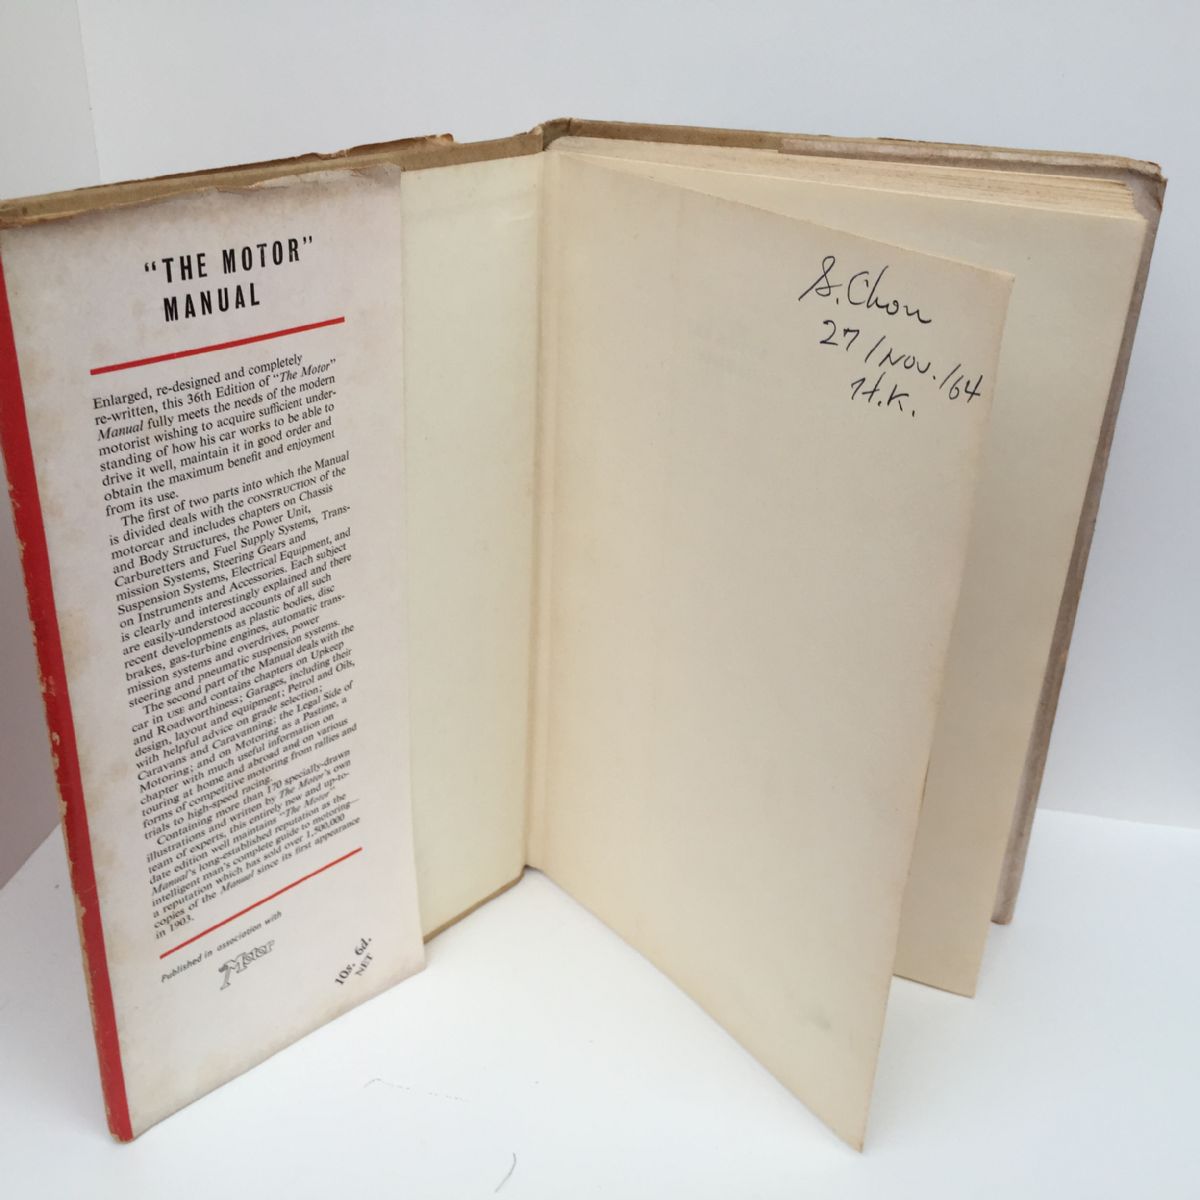 “THE MOTOR”
MANUAL
Enlarged, re-designed and completely
re-written, this 36th Edition of “The Motor”
Manual fully meets the needs of the modern
motorist wishing to acquire sufficient under-
standing of how his car works to be able to
drive it well, maintain it in good order and
obtain the maximum benefit and enjoyment
from its use.
The first of two parts into which the Manual
is divided deals with the CONSTRUCTION of the
motorcar and includes chapters on Chassis
and Body Structures, the Power Unit,
Carburetters and Fuel Supply Systems, Trans-
mission Systems, Steering Gears and
Suspension Systems, Electrical Equipment, and
on Instruments and Accessories. Each subject
is clearly and interestingly explained and there
are easily-understood accounts of all such
recent developments as plastic bodies, disc
brakes, gas-turbine engines, automatic trans-
mission systems and overdrives, power
steering and pneumatic suspension systems.
The second part of the Manual deals with the
car in USE and contains chapters on Upkeep
and Roadworthiness; Garages, including their
design, layout and equipment; Petrol and Oils,
with helpful advice on grade selection;
Caravans and Caravanning; the Legal Side of
Motoring; and on Motoring as a Pastime, a
chapter with much useful information on
touring at home and abroad and on various
forms of competitive motoring from rallies and
trials to high-speed racing.
Containing more than 170 specially-drawn
illustrations and written by The Motor's own
team of experts, this entirely new and up-to-
date edition well maintains “The Motor”
Manual's long-established reputation as the
intelligent man's complete guide to motoring—
a reputation which has sold over 1,500,000
copies of the Manual since its first appearance
in 1903.
Published in association with
Motor
10s. 6d.
NET
S. Chou
27/Nov./64
H.K.